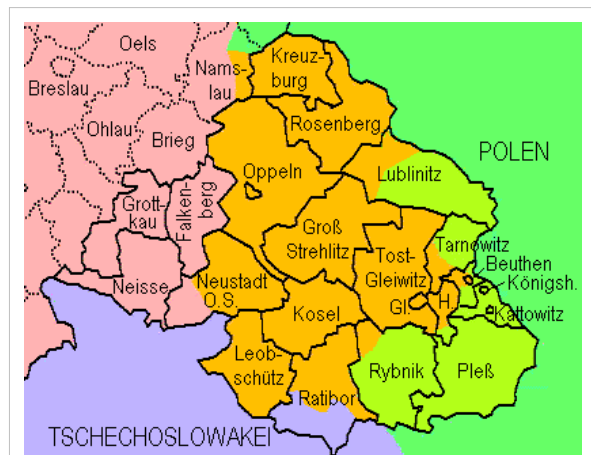 Oels
Kreuz-
burg
Nams-
lau
Breslau
Ohlau
Brieg
Rosenberg
POLEN
Oppeln
Lublinitz
Grott-
kau
Falken-
berg
Groß
Strehlitz
Tost-
Gleiwitz
Tarnowitz
Beuthen
Königsh.
Neisse
Neustadt
O.S.
Kosel
Gl.
H.
Kattowitz
Leob-
schütz
Ratibor
Rybnik
Pleß
TSCHECHOSLOWAKEI